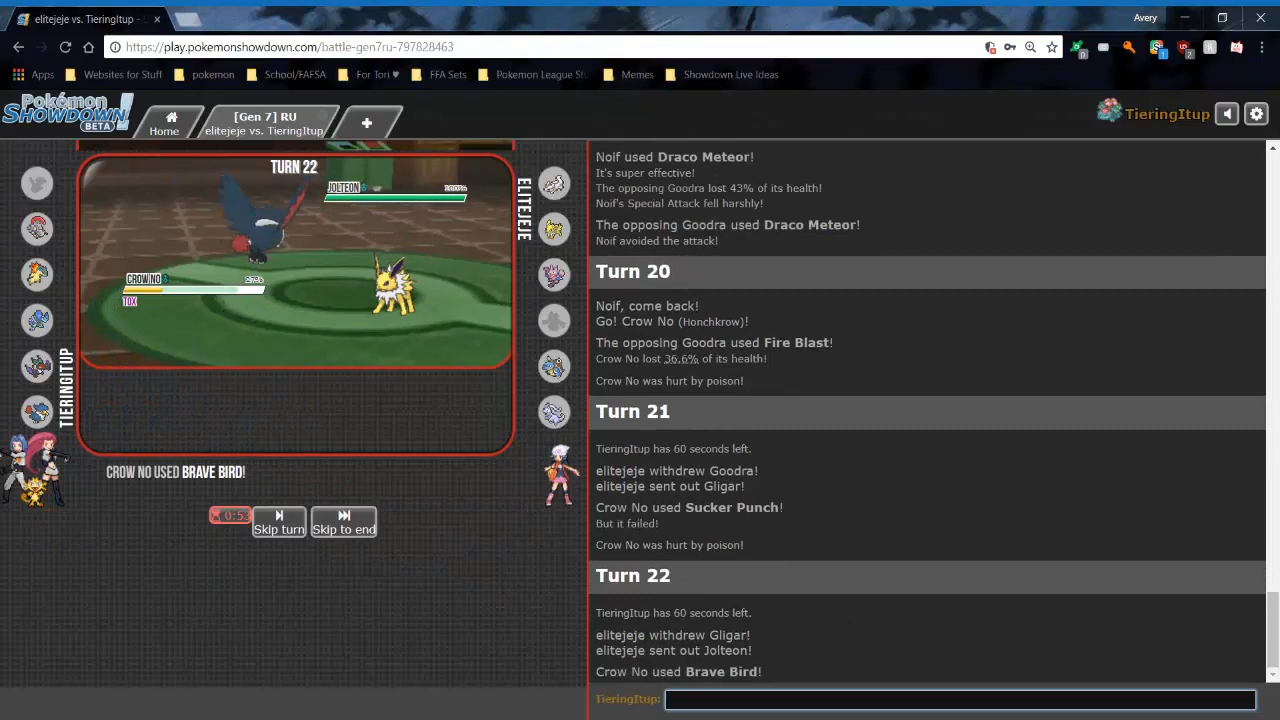 elitejeje vs. TieringItup -
Avery
https://play.pokemonshowdown.com/battle-gen7ru-797828463
Apps
Websites for Stuff
pokemon
School/FAFSA
For Tori ♥
FFA Sets
Pokemon League St
Memes
Showdown Live Ideas
Pokémon
SHOWDOWN!
BETA
Home
[Gen 7] RU
elitejeje vs. TieringItup
TieringItup
TURN 22
JOLTEON
100%
CROW NO
TOX
TIERINGITUP
ELITEJEJE
CROW NO USED BRAVE BIRD!
0:53
Skip turn
Skip to end
Noif used Draco Meteor!
It's super effective!
The opposing Goodra lost 43% of its health!
Noif's Special Attack fell harshly!
The opposing Goodra used Draco Meteor!
Noif avoided the attack!
Turn 20
Noif, come back!
Go! Crow No (Honchkrow)!
The opposing Goodra used Fire Blast!
Crow No lost 36.6% of its health!
Crow No was hurt by poison!
Turn 21
TieringItup has 60 seconds left.
elitejeje withdrew Goodra!
elitejeje sent out Gligar!
Crow No used Sucker Punch!
But it failed!
Crow No was hurt by poison!
Turn 22
TieringItup has 60 seconds left.
elitejeje withdrew Gligar!
elitejeje sent out Jolteon!
Crow No used Brave Bird!
TieringItup: